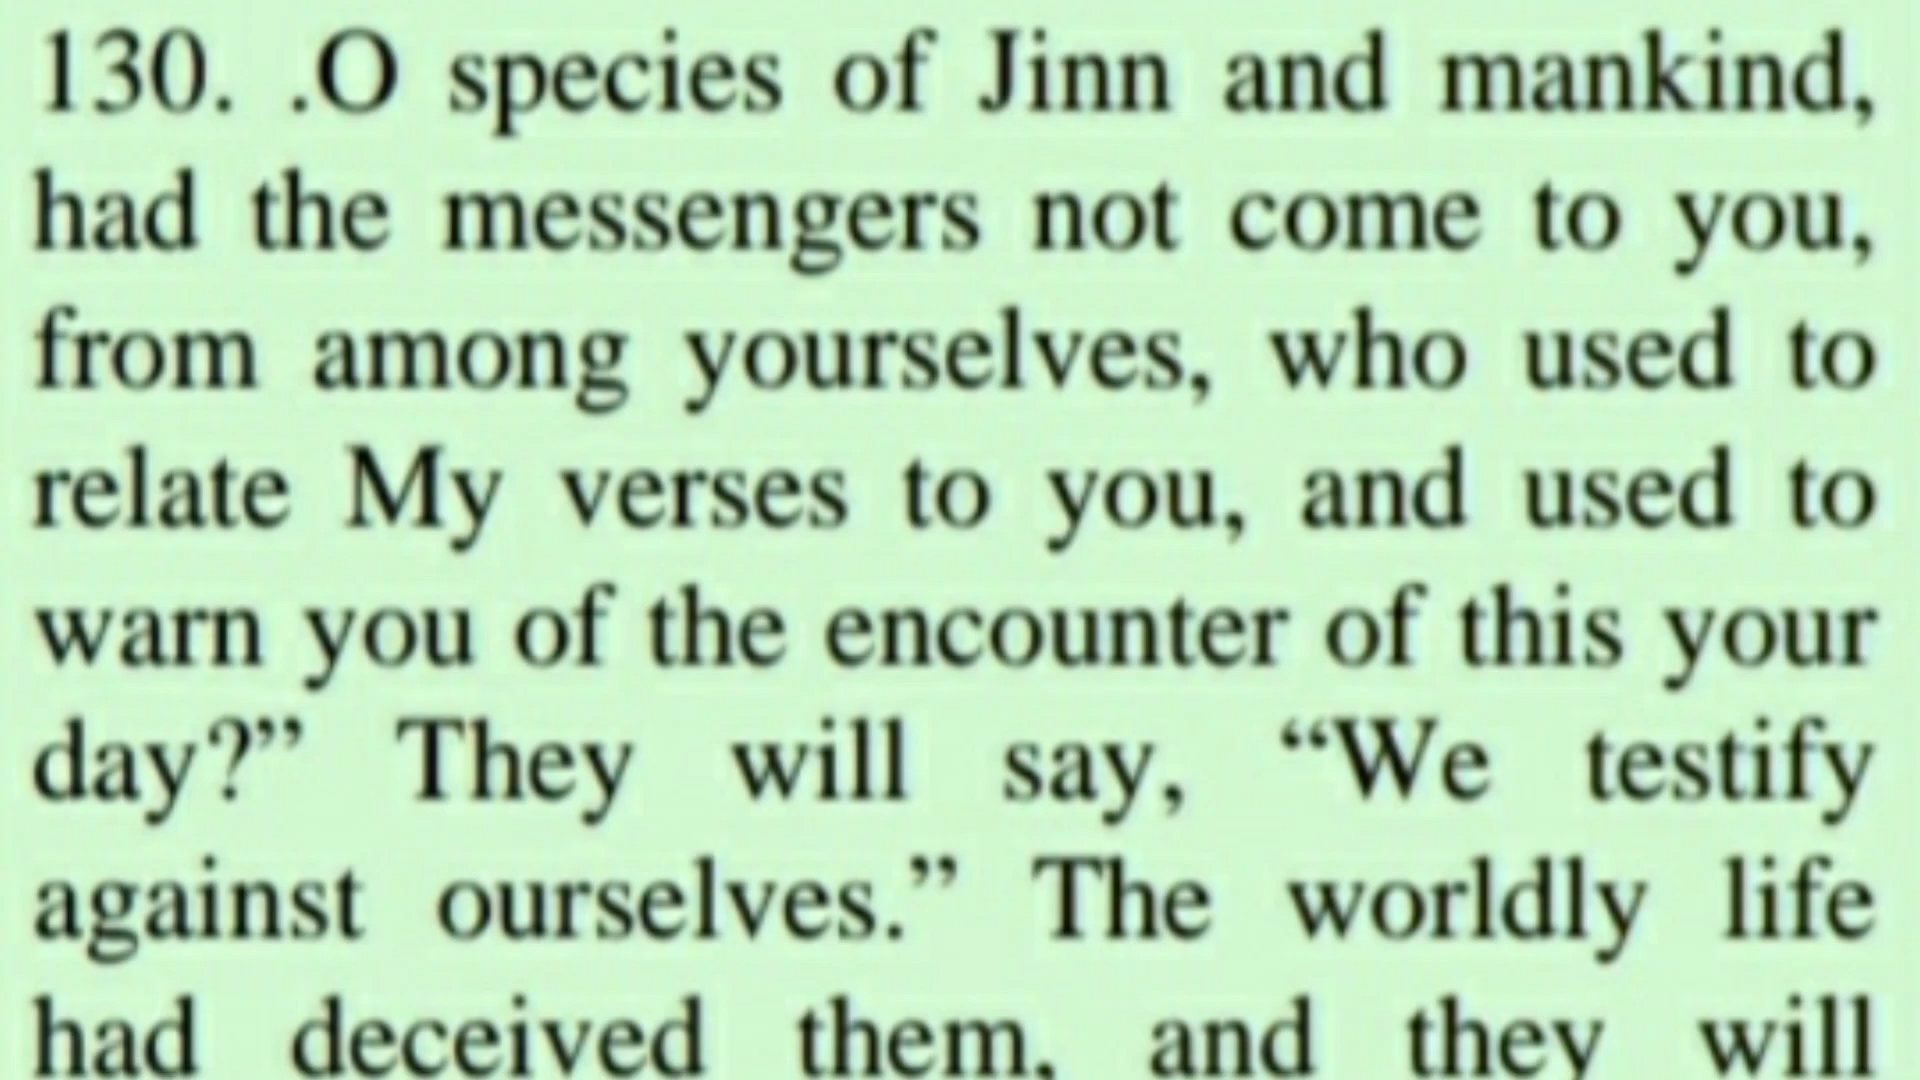 130. .O species of Jinn and mankind,
had the messengers not come to you,
from among yourselves, who used to
relate My verses to you, and used to
warn you of the encounter of this your
day?” They will say, “We testify
against ourselves.” The worldly life
had deceived them, and they will